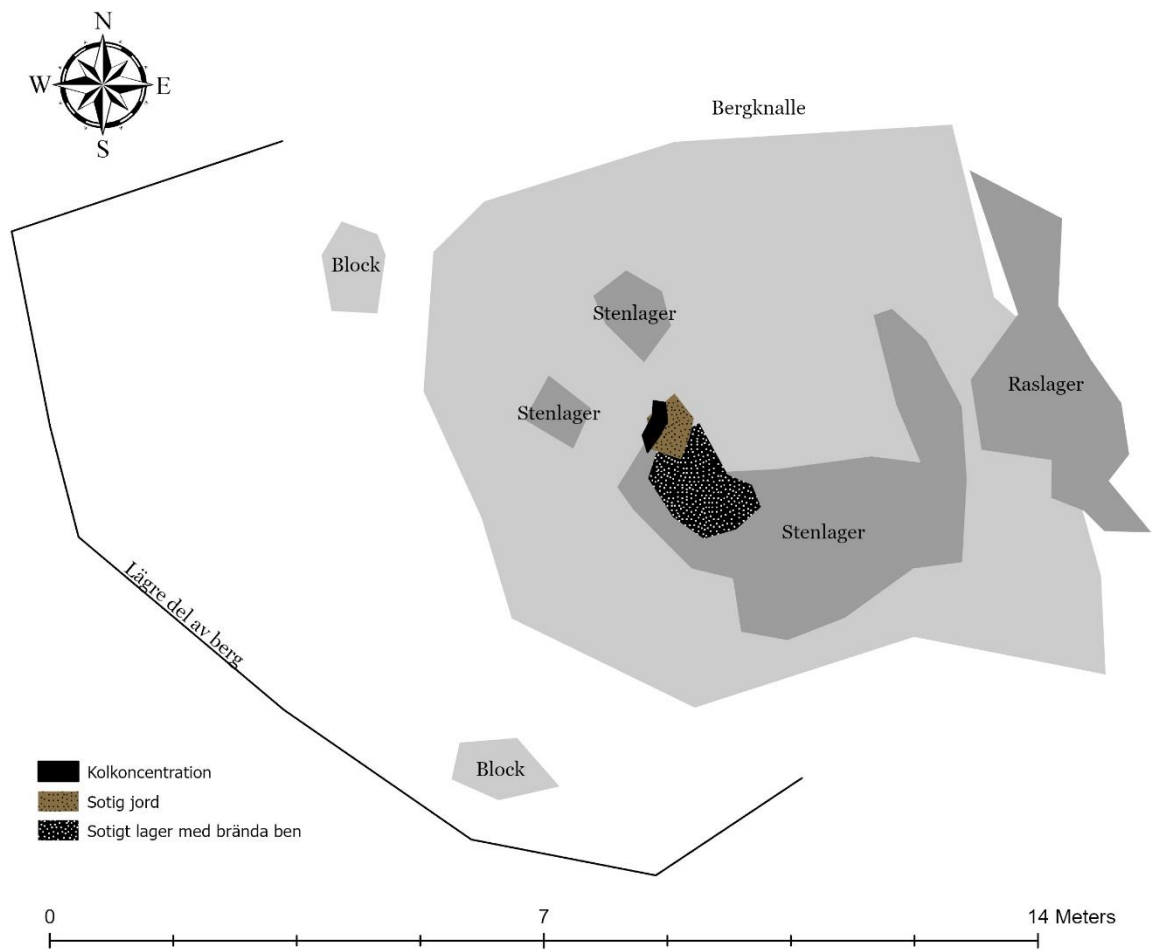 N
W E
S
Bergknalle
Block
Stenlager
Stenlager
Raslager
Stenlager
Lägre del av berg
Block
Kolkoncentration
Sotig jord
Sotigt lager med brända ben
0 7 14 Meters